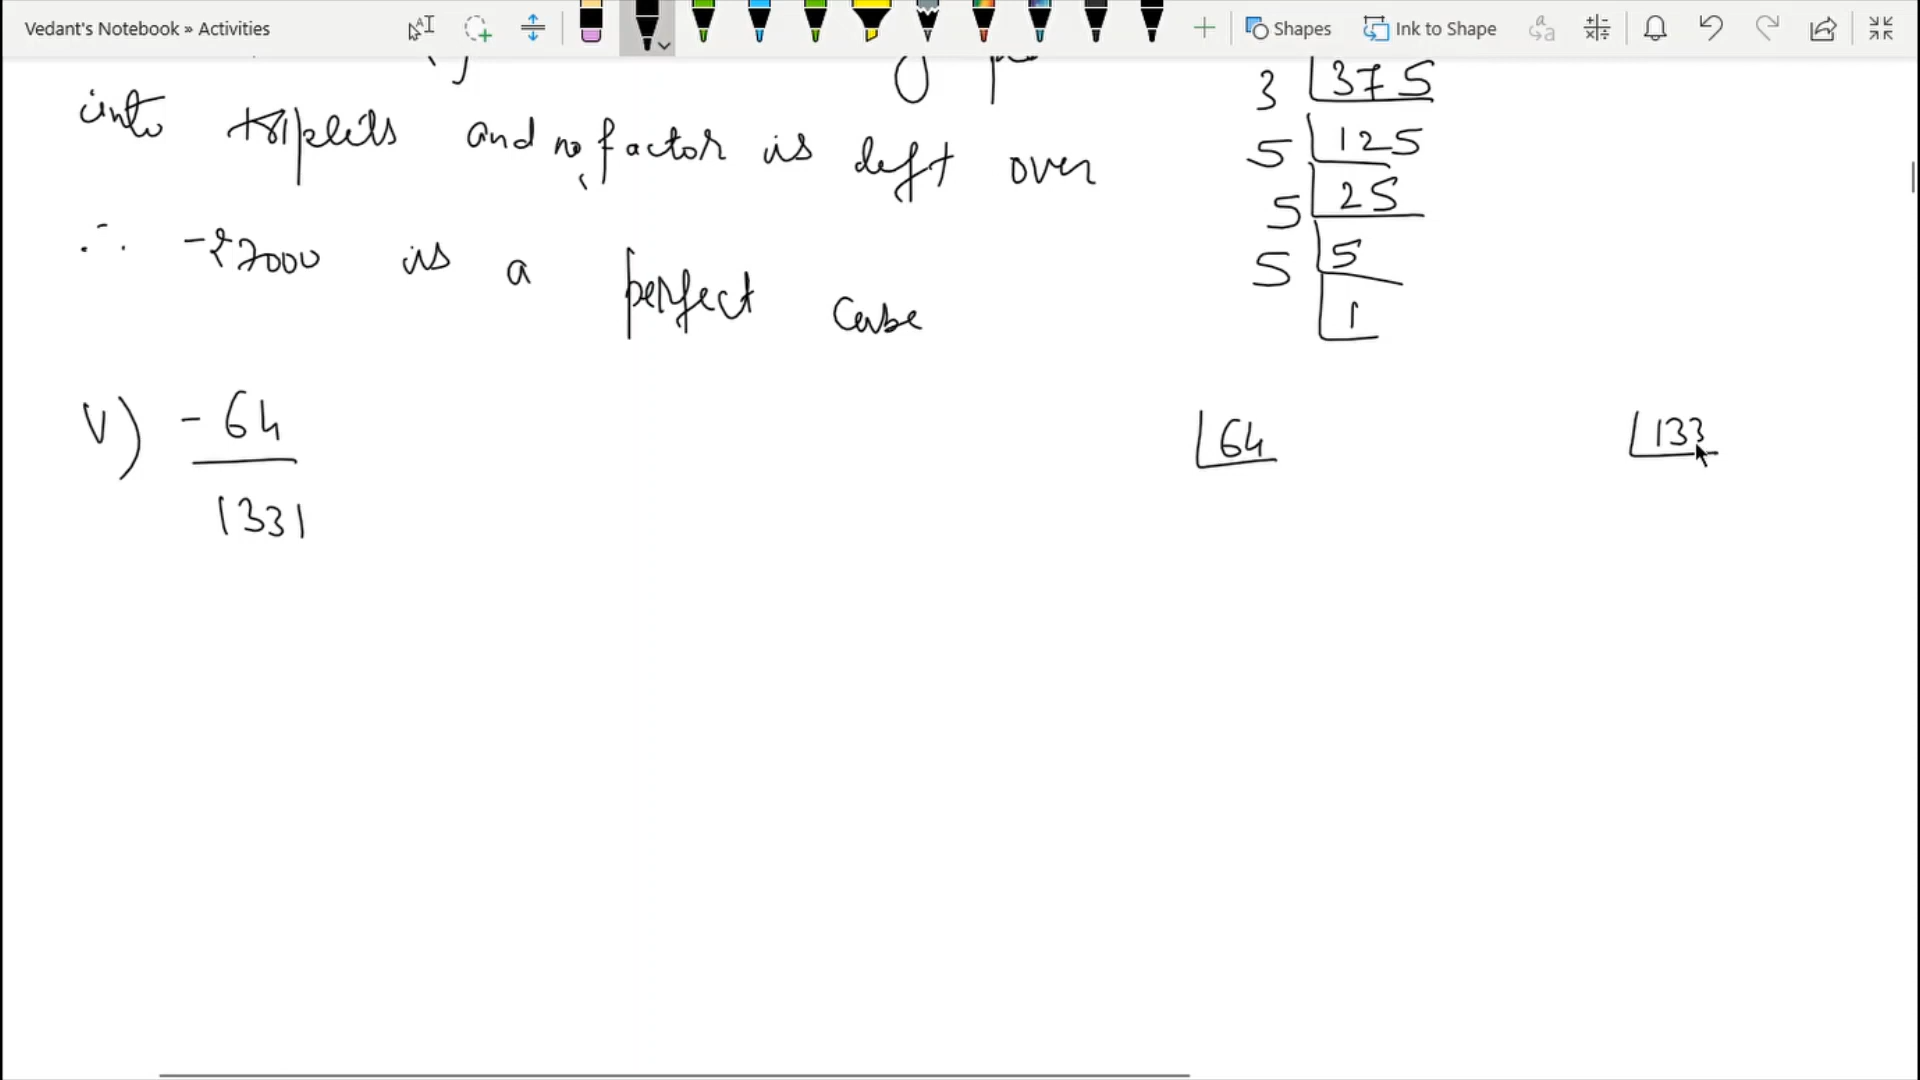 Vedant's Notebook » Activities
Shapes
Ink to Shape
into triplets and no factor is left over
∴ -27000 is a perfect cube
3 375
5 125
5 25
5 5
1
V) -64
1331
64
133